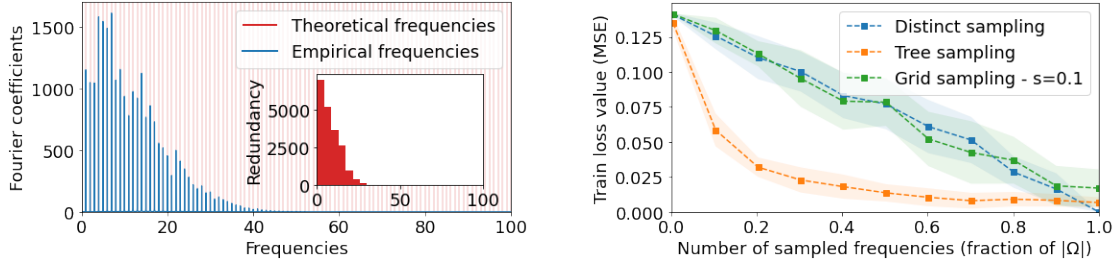 Fourier coefficients
1500
1000
500
0
0 20 40 60 80 100
Frequencies
Theoretical frequencies
Empirical frequencies
Redundancy
5000
2500
0
0 50 100
Train loss value (MSE)
0.125
0.100
0.075
0.050
0.025
0.000
0.0 0.2 0.4 0.6 0.8 1.0
Number of sampled frequencies (fraction of |Ω|)
Distinct sampling
Tree sampling
Grid sampling - s=0.1